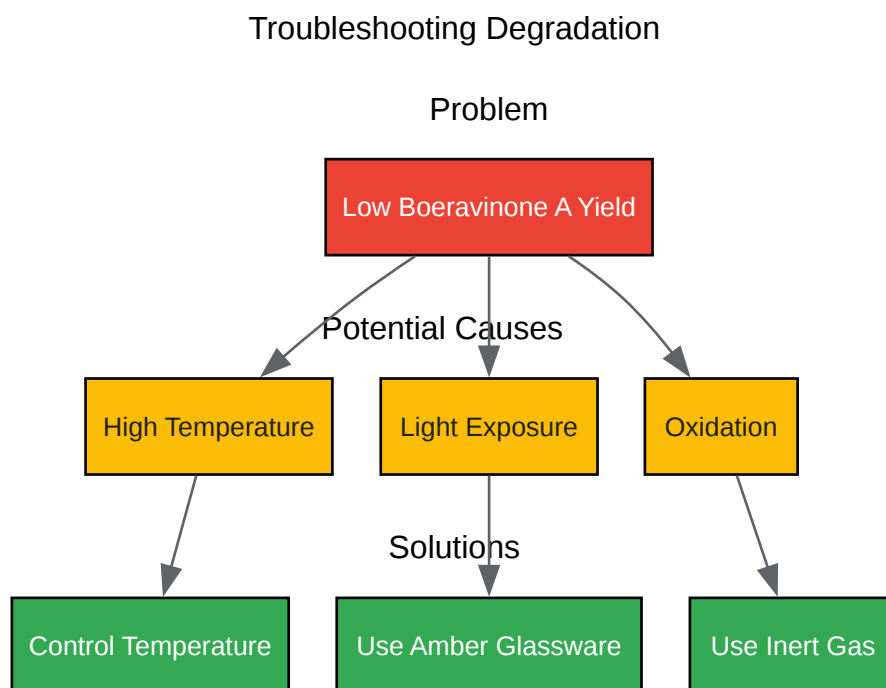 Troubleshooting Degradation
Problem
Low Boeravinone A Yield
Potential Causes
High Temperature
Light Exposure
Oxidation
Solutions
Control Temperature
Use Amber Glassware
Use Inert Gas